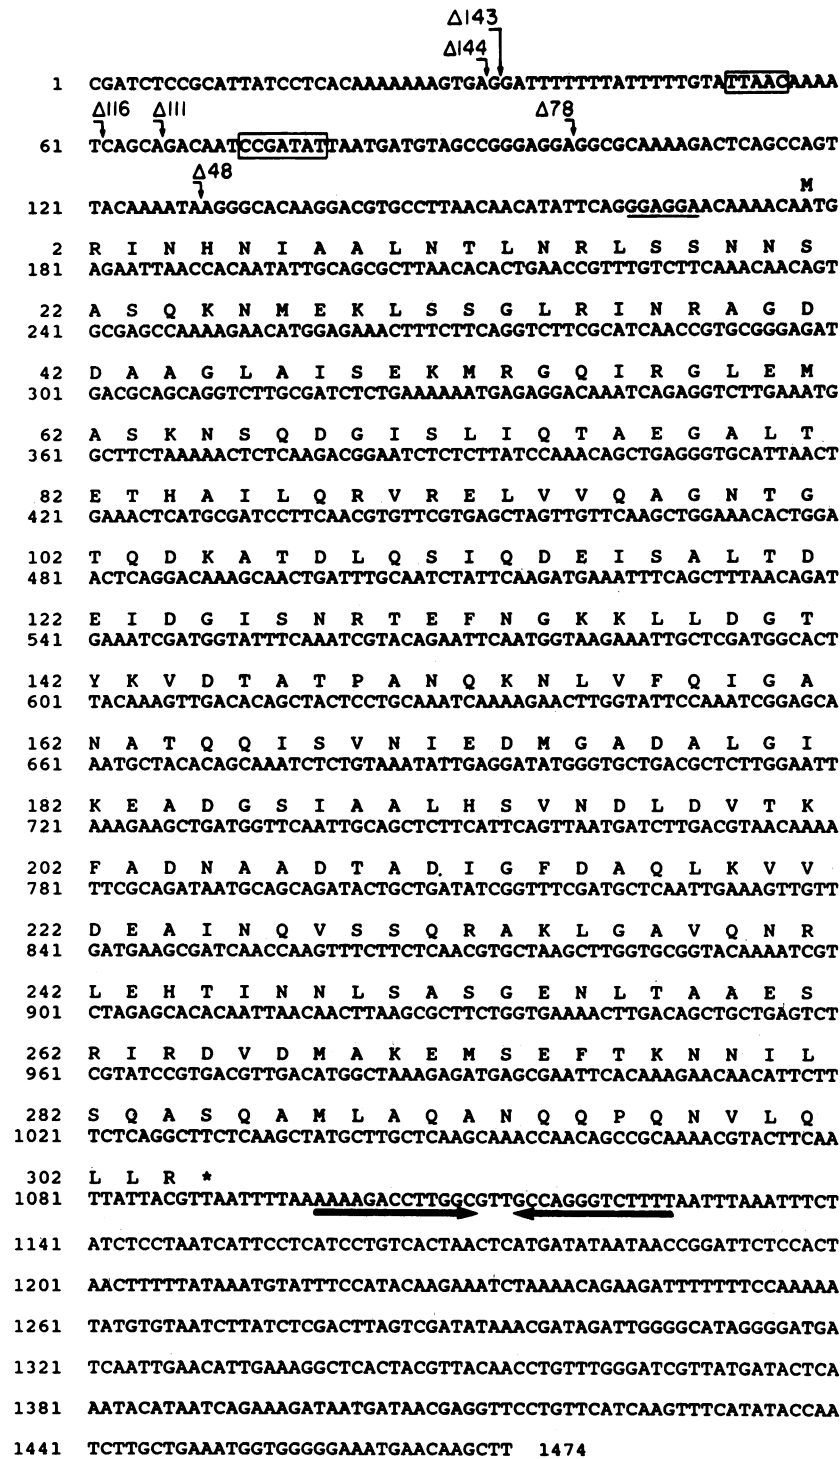 Δ143
Δ144
1 CGATCTCCGCATTATCCTCACAAAAAAAGTGAGGATTTTTTTATTTTTGTATTAACAAAA
Δ116 Δ111 Δ78
61 TCAGCAGACAATCCGATATTAATGATGTAGCCGGGAGGAGGCGCAAAAGACTCAGCCAGT
Δ48 M
121 TACAAAATAAGGGCACAAGGACGTGCCTTAACAACATATTCAGGGAGGAACAAAACAATG
2 R I N H N I A A L N T L N R L S S N N S
181 AGAATTAACCACAATATTGCAGCGCTTAACACACTGAACCGTTTGTCTTCAAACAACAGT
22 A S Q K N M E K L S S G L R I N R A G D
241 GCGAGCCAAAAGAACATGGAGAAACTTTCTTCAGGTCTTCGCATCAACCGTGCGGGAGAT
42 D A A G L A I S E K M R G Q I R G L E M
301 GACGCAGCAGGTCTTGCGATCTCTGAAAAAATGAGAGGACAAATCAGAGGTCTTGAAATG
62 A S K N S Q D G I S L I Q T A E G A L T
361 GCTTCTAAAAACTCTCAAGACGGAATCTCTCTTATCCAAACAGCTGAGGGTGCATTAACT
82 E T H A I L Q R V R E L V V Q A G N T G
421 GAAACTCATGCGATCCTTCAACGTGTTCGTGAGCTAGTTGTTCAAGCTGGAAACACTGGA
102 T Q D K A T D L Q S I Q D E I S A L T D
481 ACTCAGGACAAAGCAACTGATTTGCAATCTATTCAAGATGAAATTTCAGCTTTAACAGAT
122 E I D G I S N R T E F N G K K L L D G T
541 GAAATCGATGGTATTTCAAATCGTACAGAATTCAATGGTAAGAAATTGCTCGATGGCACT
142 Y K V D T A T P A N Q K N L V F Q I G A
601 TACAAAGTTGACACAGCTACTCCTGCAAATCAAAAGAACTTGGTATTCCAAATCGGAGCA
162 N A T Q Q I S V N I E D M G A D A L G I
661 AATGCTACACAGCAAATCTCTGTAAATATTGAGGATATGGGTGCTGACGCTCTTGGAATT
182 K E A D G S I A A L H S V N D L D V T K
721 AAAGAAGCTGATGGTTCAATTGCAGCTCTTCATTCAGTTAATGATCTTGACGTAACAAAA
202 F A D N A A D T A D. I G F D A Q L K V V
781 TTCGCAGATAATGCAGCAGATACTGCTGATATCGGTTTCGATGCTCAATTGAAAGTTGTT
222 D E A I N Q V S S Q R A K L G A V Q N R
841 GATGAAGCGATCAACCAAGTTTCTTCTCAACGTGCTAAGCTTGGTGCGGTACAAAATCGT
242 L E H T I N N L S A S G E N L T A A E S
901 CTAGAGCACACAATTAACAACTTAAGCGCTTCTGGTGAAAACTTGACAGCTGCTGAGTCT
262 R I R D V D M A K E M S E F T K N N I L
961 CGTATCCGTGACGTTGACATGGCTAAAGAGATGAGCGAATTCACAAAGAACAACATTCTT
282 S Q A S Q A M L A Q A N Q Q P Q N V L Q
1021 TCTCAGGCTTCTCAAGCTATGCTTGCTCAAGCAAACCAACAGCCGCAAAACGTACTTCAA
302 L L R *
1081 TTATTACGTTAATTTTAAAAAAGACCTTGGCGTTGCCAGGGTCTTTTTAATTTAAATTTCT
1141 ATCTCCTAATCATTCCTCATCCTGTCACTAACTCATGATATAATAACCGGATTCTCCACT
1201 AACTTTTTATAAATGTATTTCCATACAAGAAATCTAAAACAGAAGATTTTTTTCCAAAAA
1261 TATGTGTAATCTTATCTCGACTTAGTCGATATAAACGATAGATTGGGGCATAGGGGATGA
1321 TCAATTGAACATTGAAAGGCTCACTACGTTACAACCTGTTTGGGATCGTTATGATACTCA
1381 AATACATAATCAGAAAGATAATGATAACGAGGTTCCTGTTCATCAAGTTTCATATACCAA
1441 TCTTGCTGAAATGGTGGGGGAAATGAACAAGCTT 1474